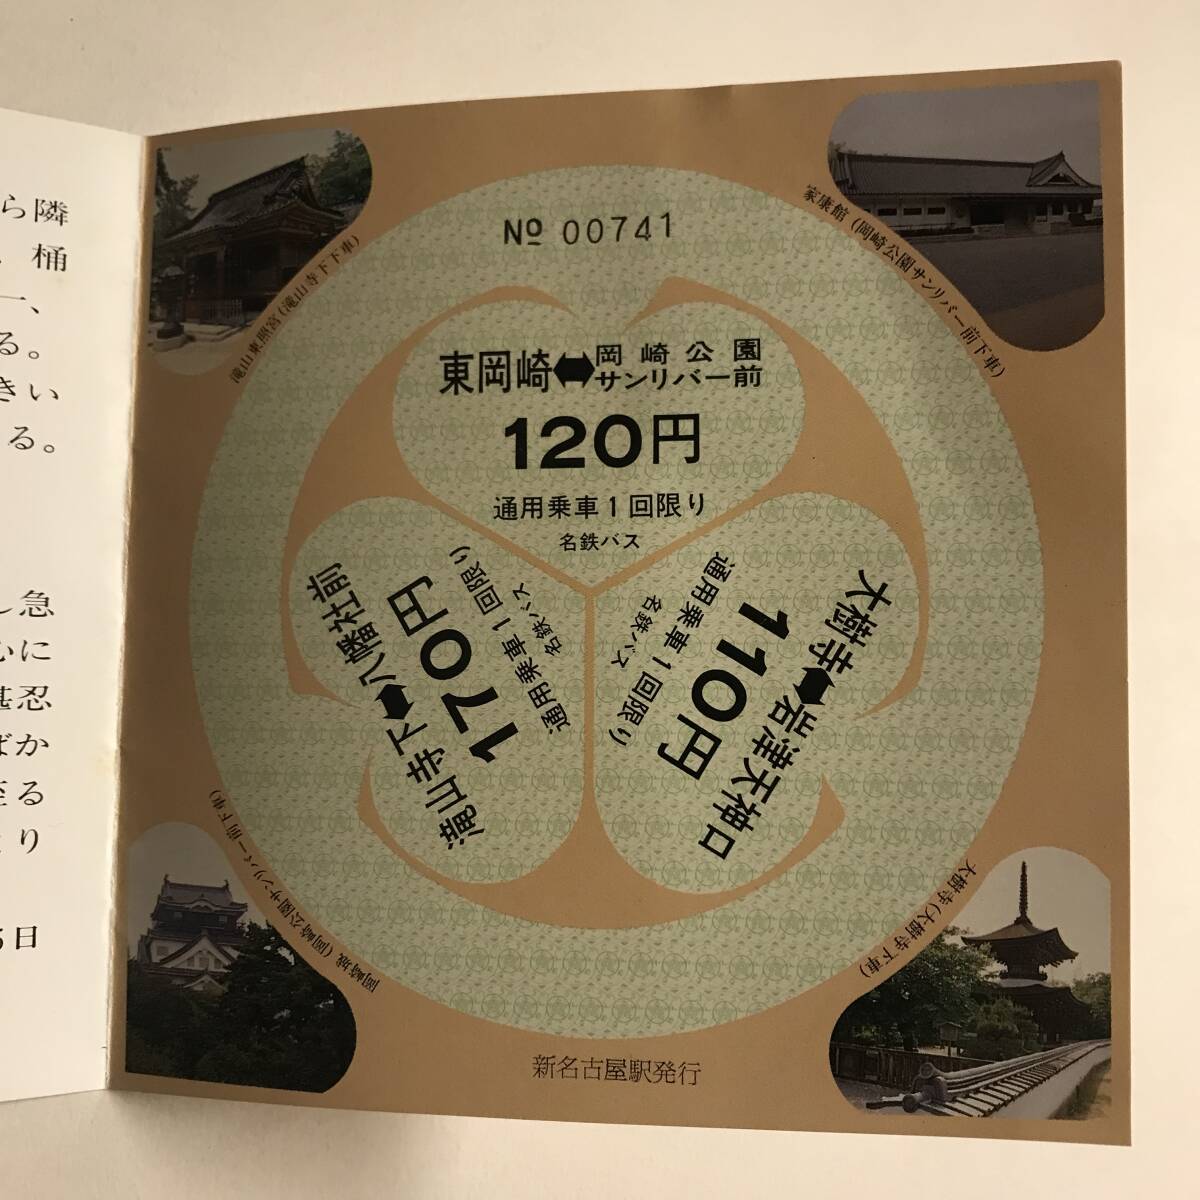 ら隣
桶
一、
る。
きい
る。
し急
心に
甚忍
ばか
至る
より
5日
№ 00741
東岡崎⬌岡崎公園サンリバー前
120円
通用乗車1回限り
名鉄バス
滝山寺下⬌八幡社前
170円
通用乗車1回限り
名鉄バス
大樹寺⬌岩津天神口
110円
通用乗車1回限り
名鉄バス
滝山東照宮(滝山寺下下車)
家康館(岡崎公園サンリバー前下車)
岡崎城(岡崎公園サンリバー前下車)
大樹寺(大樹寺下車)
新名古屋駅発行